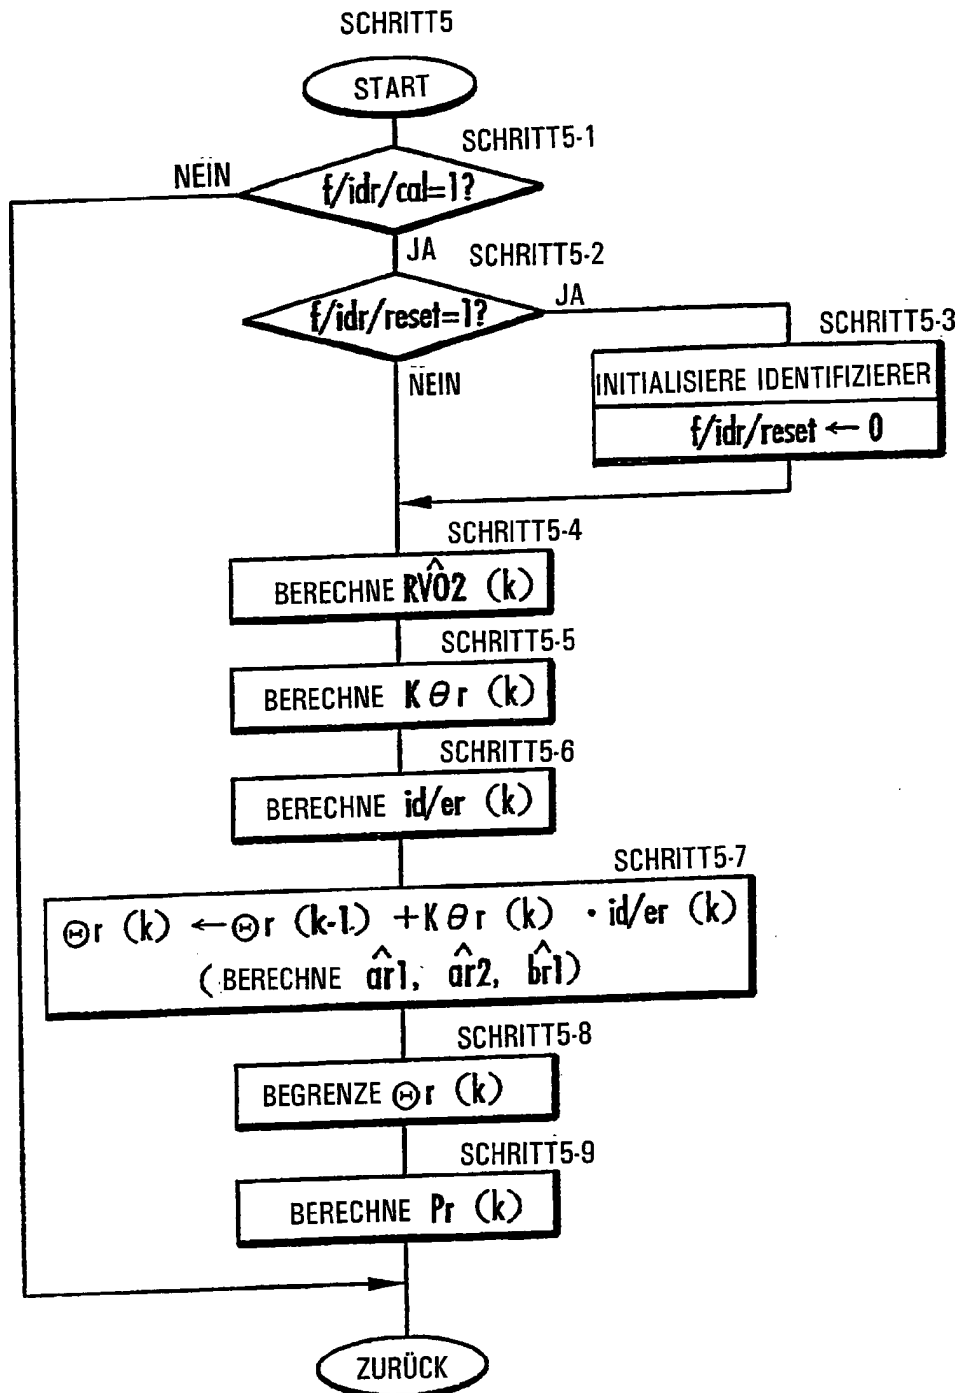 SCHRITT5
START
SCHRITT5-1
NEIN
f/idr/cal=1?
JA
SCHRITT5-2
f/idr/reset=1?
JA
SCHRITT5-3
NEIN
INITIALISIERE IDENTIFIZIERER
f/idr/reset ← 0
SCHRITT5-4
BERECHNE RV̂O2 (k)
SCHRITT5-5
BERECHNE Kθr (k)
SCHRITT5-6
BERECHNE id/er (k)
SCHRITT5-7
Θr (k) ← Θr (k-1) +Kθr (k) · id/er (k)
(BERECHNE âr1, âr2, b̂r1)
SCHRITT5-8
BEGRENZE Θr (k)
SCHRITT5-9
BERECHNE Pr (k)
ZURÜCK